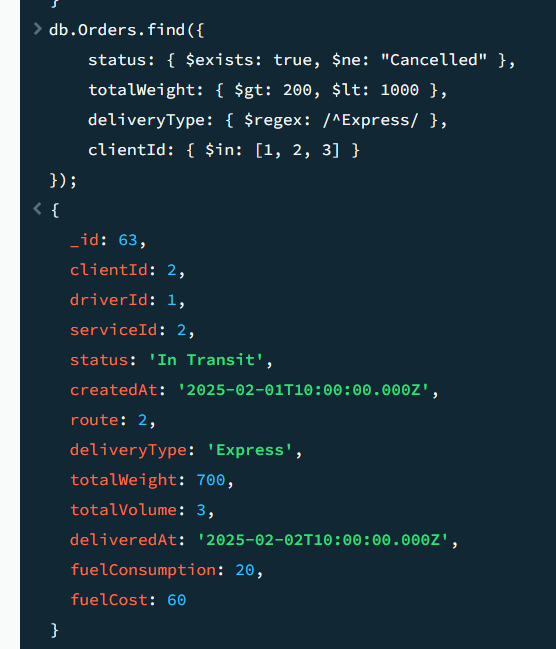 }
> db.Orders.find({
status: { $exists: true, $ne: "Cancelled" },
totalWeight: { $gt: 200, $lt: 1000 },
deliveryType: { $regex: /^Express/ },
clientId: { $in: [1, 2, 3] }
});
< {
_id: 63,
clientId: 2,
driverId: 1,
serviceId: 2,
status: 'In Transit',
createdAt: '2025-02-01T10:00:00.000Z',
route: 2,
deliveryType: 'Express',
totalWeight: 700,
totalVolume: 3,
deliveredAt: '2025-02-02T10:00:00.000Z',
fuelConsumption: 20,
fuelCost: 60
}